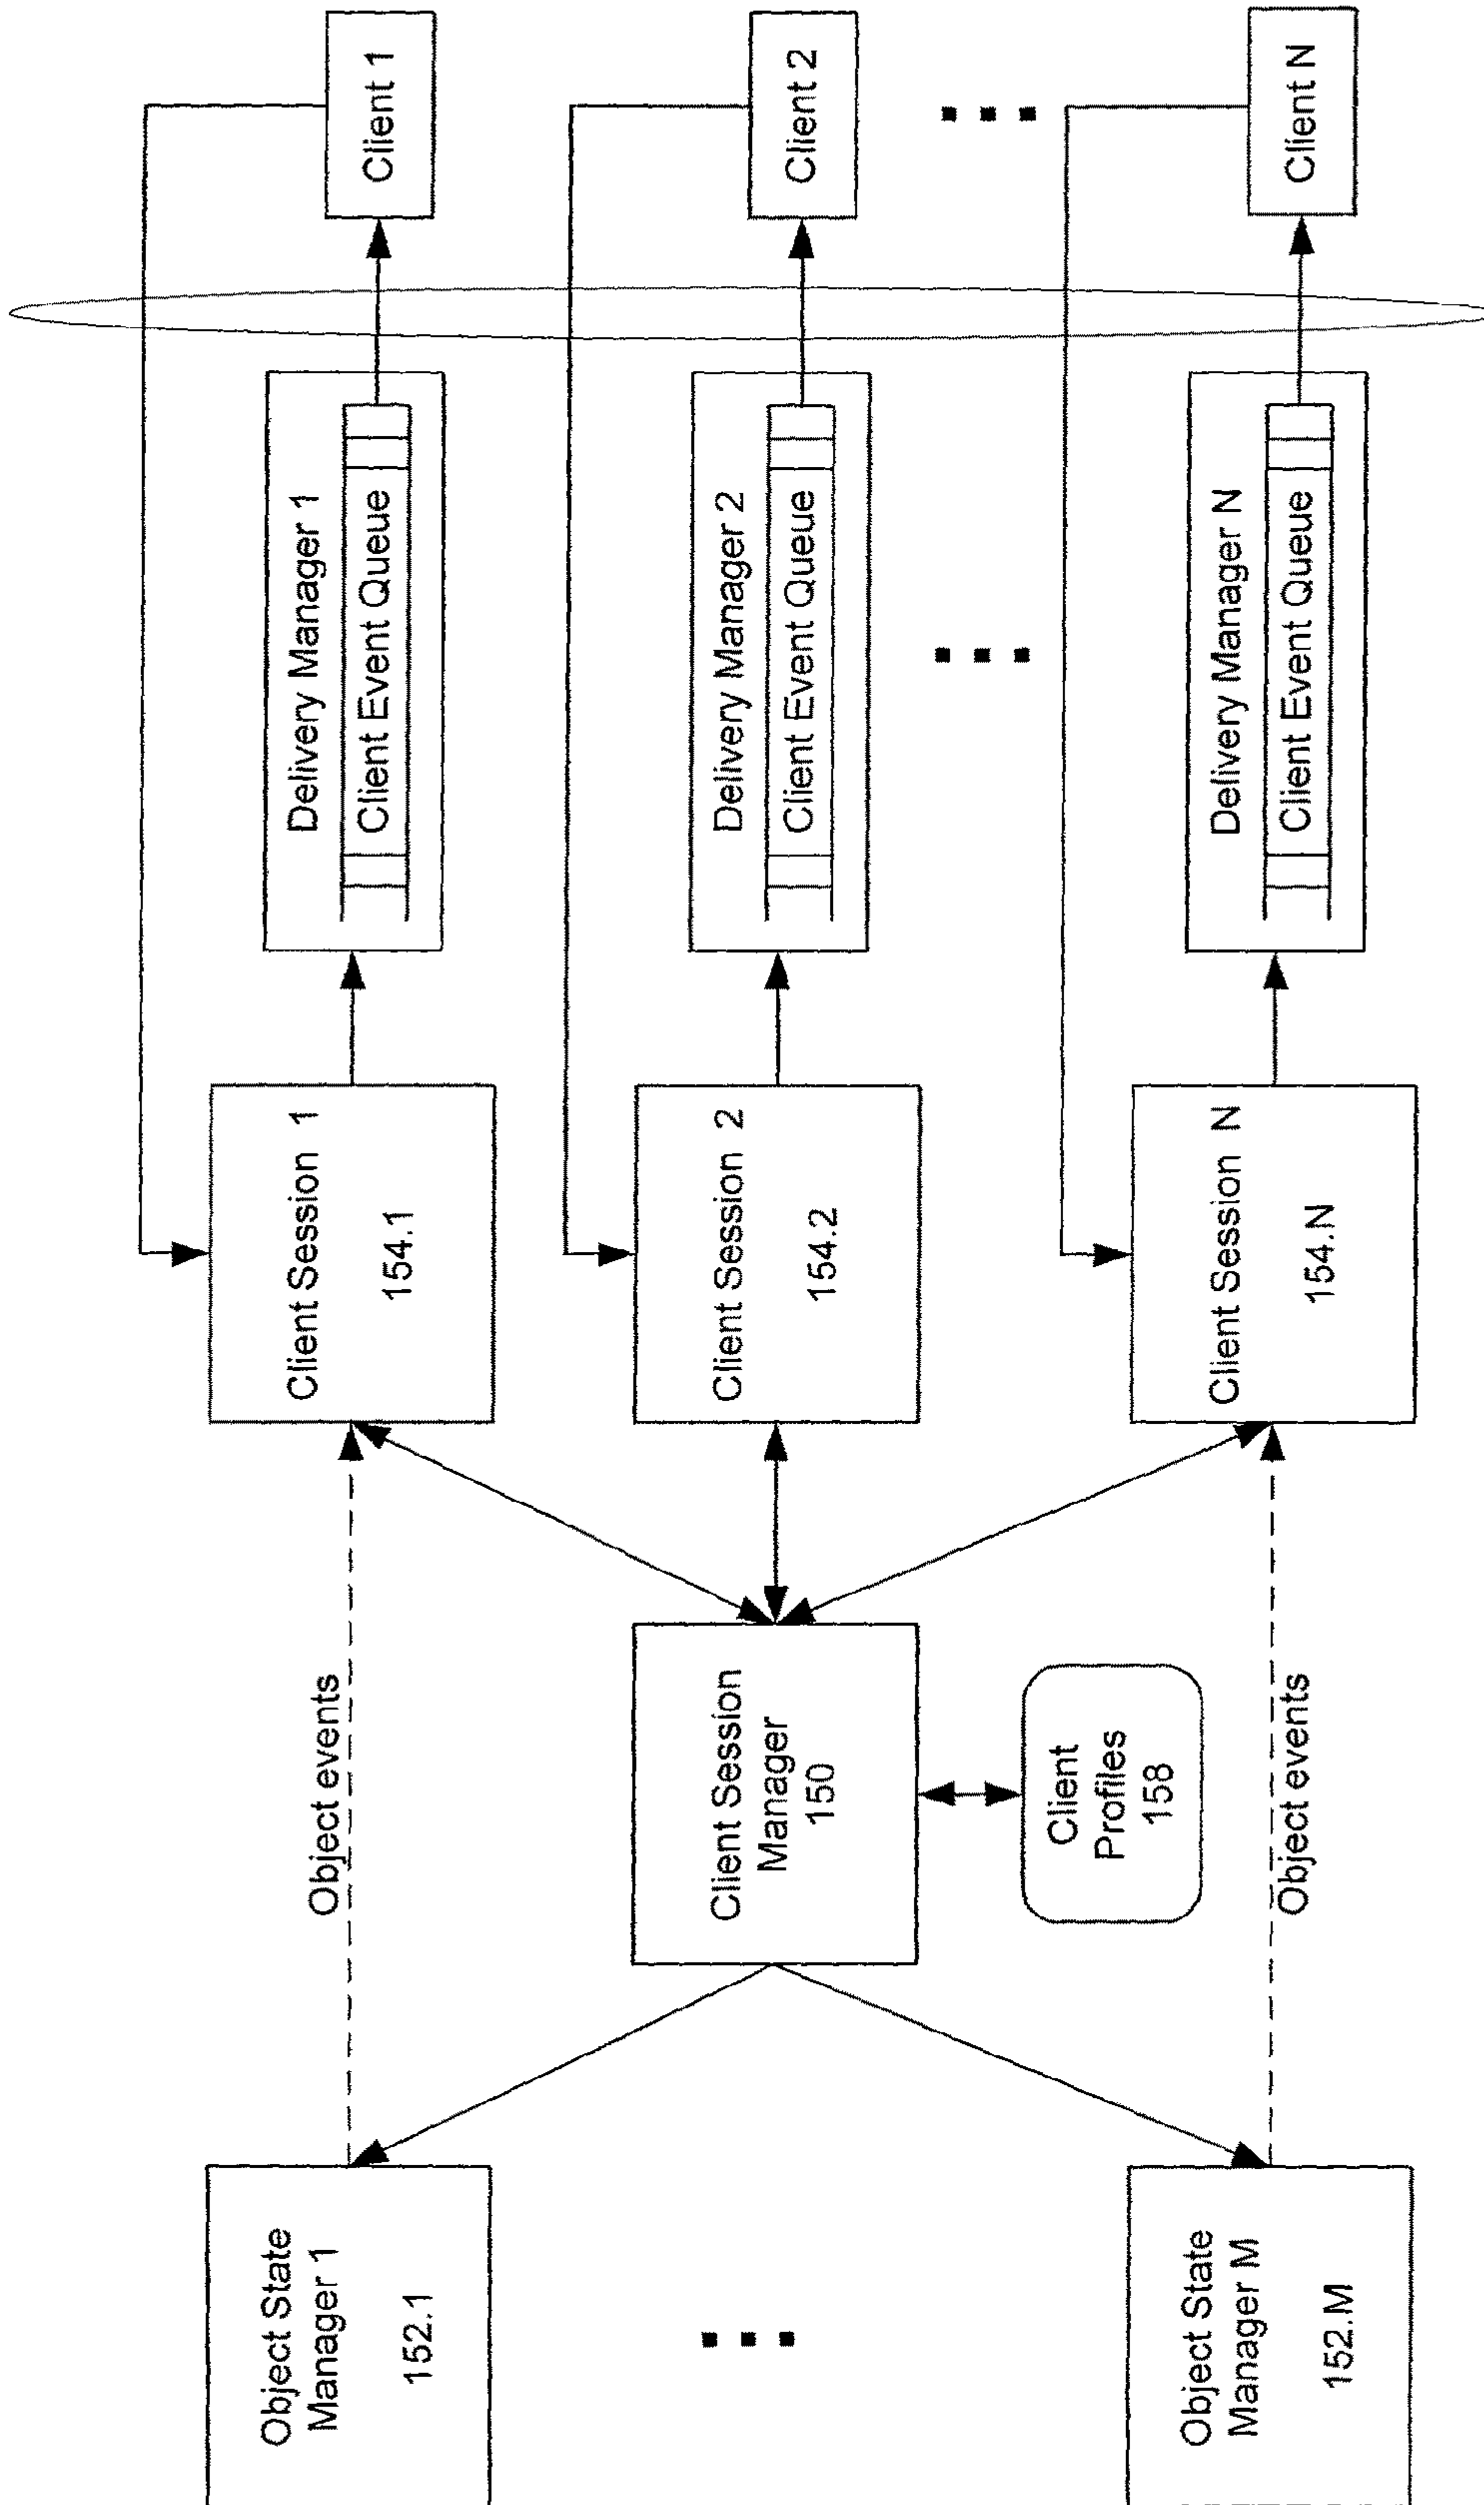 Object State
Manager 1
152.1
Object State
Manager M
152.M
Object events
Client Session
Manager
150
Client
Profiles
158
Object events
Client Session 1
154.1
Client Session 2
154.2
Client Session N
154.N
Delivery Manager 1
Client Event Queue
Delivery Manager 2
Client Event Queue
Delivery Manager N
Client Event Queue
Client 1
Client 2
Client N